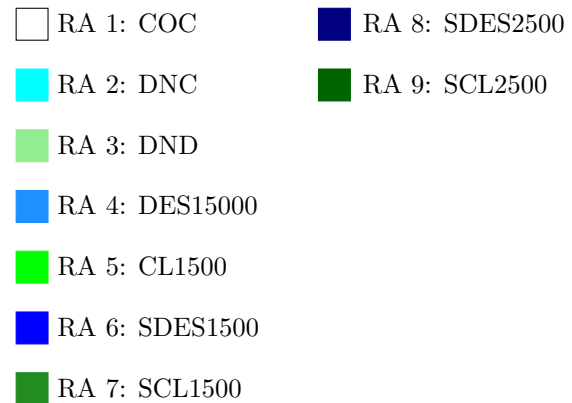 RA 1: COC
RA 2: DNC
RA 3: DND
RA 4: DES15000
RA 5: CL1500
RA 6: SDES1500
RA 7: SCL1500
RA 8: SDES2500
RA 9: SCL2500